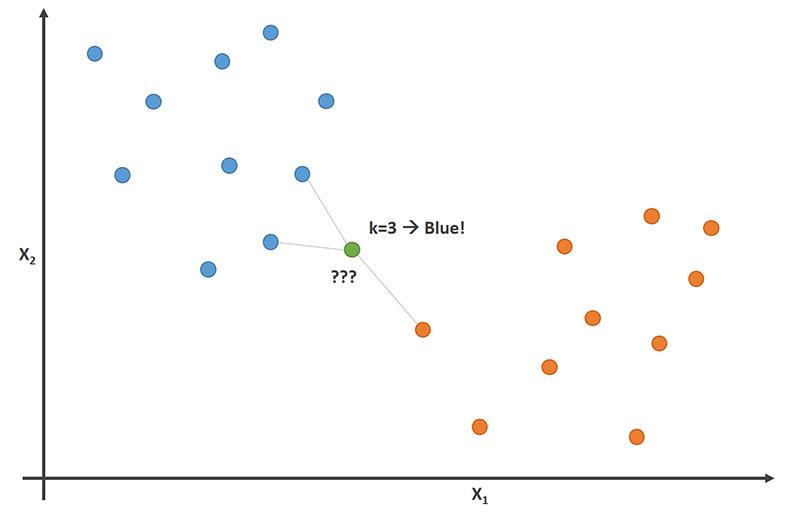 k=3 → Blue!
X₂
???
X₁